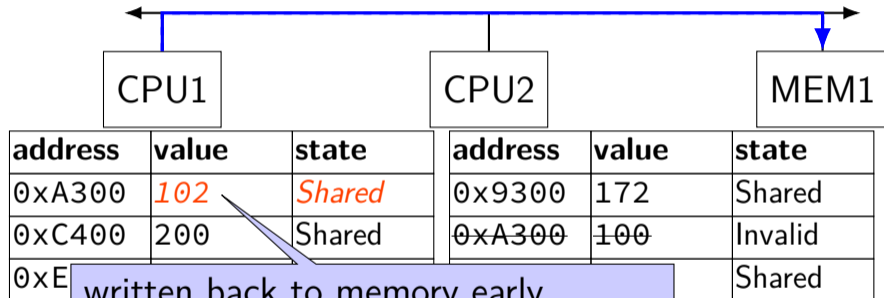 CPU1 CPU2 MEM1
address value state address value state
0xA300 102 Shared 0x9300 172 Shared
0xC400 200 Shared 0xA300 100 Invalid
0xE Shared
written back to memory early